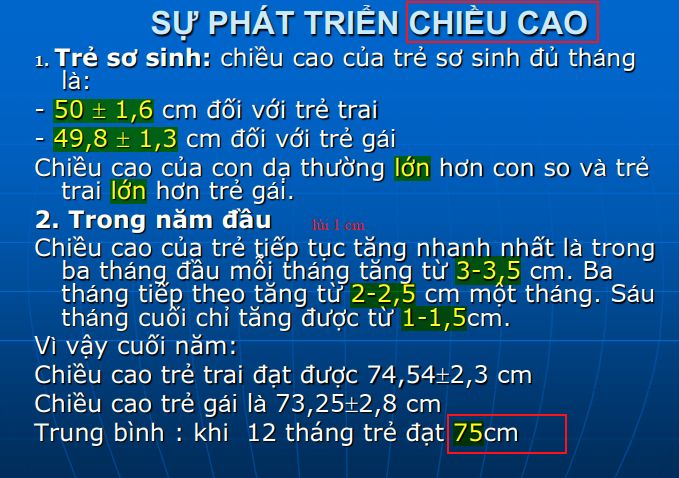 SỰ PHÁT TRIỂN CHIỀU CAO
1. Trẻ sơ sinh: chiều cao của trẻ sơ sinh đủ tháng
là:
- 50 ± 1,6 cm đối với trẻ trai
- 49,8 ± 1,3 cm đối với trẻ gái
Chiều cao của con dạ thường lớn hơn con so và trẻ
trai lớn hơn trẻ gái.
2. Trong năm đầu
lùi 1 cm
Chiều cao của trẻ tiếp tục tăng nhanh nhất là trong
ba tháng đầu mỗi tháng tăng từ 3-3,5 cm. Ba
tháng tiếp theo tăng từ 2-2,5 cm một tháng. Sáu
tháng cuối chỉ tăng được từ 1-1,5cm.
Vì vậy cuối năm:
Chiều cao trẻ trai đạt được 74,54±2,3 cm
Chiều cao trẻ gái là 73,25±2,8 cm
Trung bình : khi 12 tháng trẻ đạt 75cm